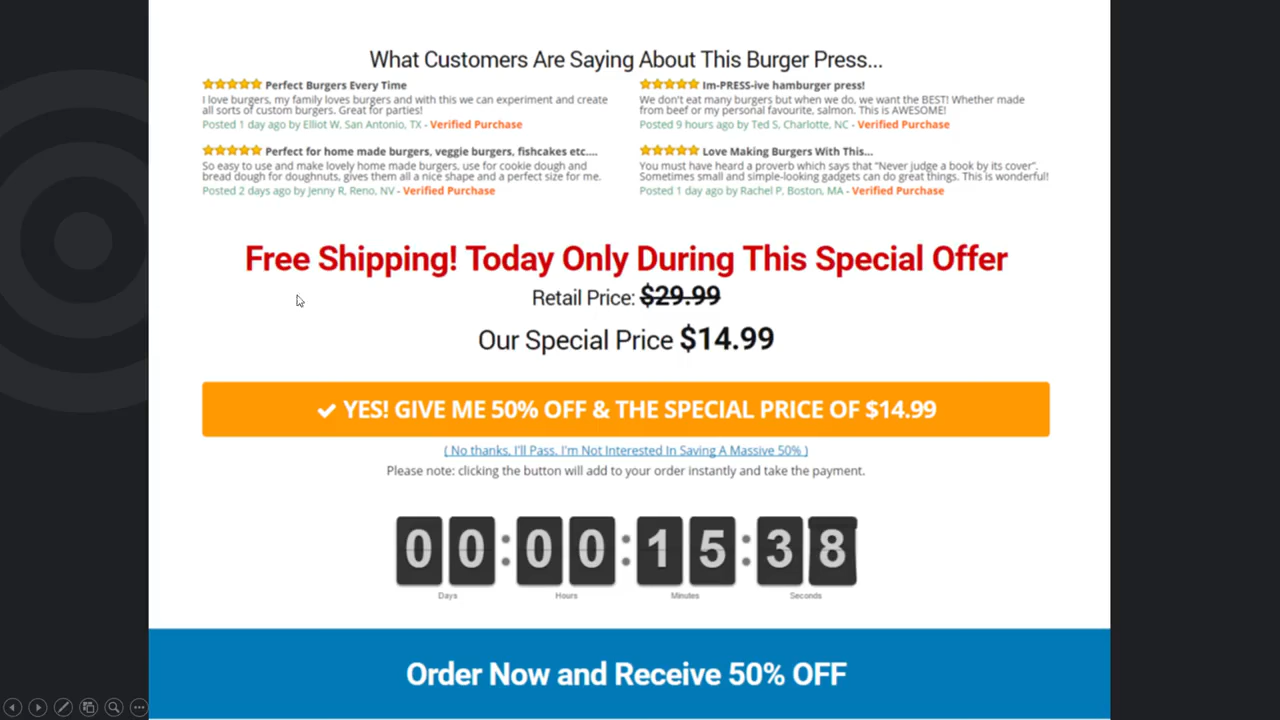 What Customers Are Saying About This Burger Press...
Perfect Burgers Every Time
I love burgers, my family loves burgers and with this we can experiment and create
all sorts of custom burgers. Great for parties!
Posted 1 day ago by Elliot W, San Antonio, TX - Verified Purchase
Perfect for home made burgers, veggie burgers, fishcakes etc....
So easy to use and make lovely home made burgers, use for cookie dough and
bread dough for doughnuts, gives them all a nice shape and a perfect size for me.
Posted 2 days ago by Jenny R, Reno, NV - Verified Purchase
Im-PRESS-ive hamburger press!
We don't eat many burgers but when we do, we want the BEST! Whether made
from beef or my personal favourite, salmon. This is AWESOME!
Posted 9 hours ago by Ted S, Charlotte, NC - Verified Purchase
Love Making Burgers With This...
You must have heard a proverb which says that “Never judge a book by its cover”.
Sometimes small and simple-looking gadgets can do great things. This is wonderful!
Posted 1 day ago by Rachel P, Boston, MA - Verified Purchase
Free Shipping! Today Only During This Special Offer
Retail Price: $29.99
Our Special Price $14.99
YES! GIVE ME 50% OFF & THE SPECIAL PRICE OF $14.99
( No thanks, I'll Pass, I'm Not Interested In Saving A Massive 50% )
Please note: clicking the button will add to your order instantly and take the payment.
00:00:15:38
Days Hours Minutes Seconds
Order Now and Receive 50% OFF